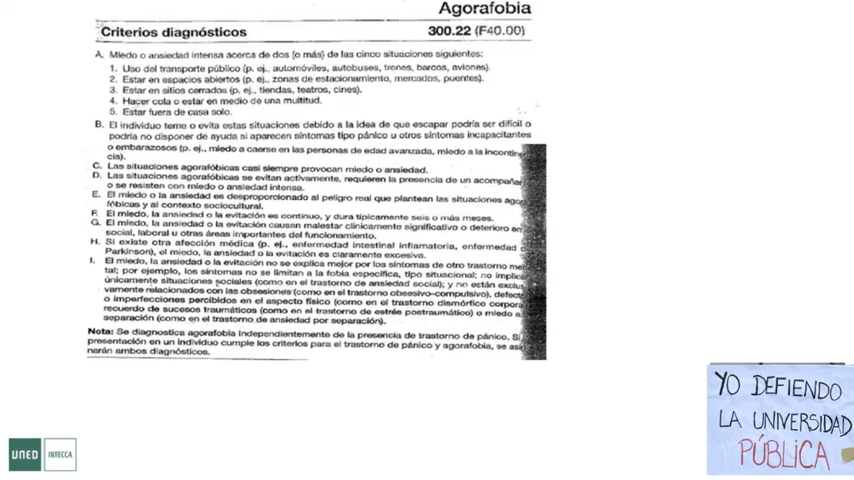 Agorafobia
Criterios diagnósticos 300.22 (F40.00)
A. Miedo o ansiedad intensa acerca de dos (o más) de las cinco situaciones siguientes:
1. Uso del transporte público (p. ej., automóviles, autobuses, trenes, barcos, aviones).
2. Estar en espacios abiertos (p. ej., zonas de estacionamiento, mercados, puentes).
3. Estar en sitios cerrados (p. ej., tiendas, teatros, cines).
4. Hacer cola o estar en medio de una multitud.
5. Estar fuera de casa solo.
B. El individuo teme o evita estas situaciones debido a la idea de que escapar podría ser difícil o
podría no disponer de ayuda si aparecen síntomas tipo pánico u otros síntomas incapacitantes
o embarazosos (p. ej., miedo a caerse en las personas de edad avanzada, miedo a la incontinen
cia).
C. Las situaciones agorafóbicas casi siempre provocan miedo o ansiedad.
D. Las situaciones agorafóbicas se evitan activamente, requieren la presencia de un acompaña
o se resisten con miedo o ansiedad intensa.
E. El miedo o la ansiedad es desproporcionado al peligro real que plantean las situaciones ago
fóbicas y al contexto sociocultural.
F. El miedo, la ansiedad o la evitación es continuo, y dura típicamente seis o más meses.
G. El miedo, la ansiedad o la evitación causan malestar clínicamente significativo o deterioro en
social, laboral u otras áreas importantes del funcionamiento.
H. Si existe otra afección médica (p. ej., enfermedad intestinal inflamatoria, enfermedad d
Parkinson), el miedo, la ansiedad o la evitación es claramente excesiva.
I. El miedo, la ansiedad o la evitación no se explica mejor por los síntomas de otro trastorno me
tal; por ejemplo, los síntomas no se limitan a la fobia específica, tipo situacional; no implica
únicamente situaciones sociales (como en el trastorno de ansiedad social); y no están exclus
vamente relacionados con las obsesiones (como en el trastorno obsesivo-compulsivo), defecto
o imperfecciones percibidos en el aspecto físico (como en el trastorno dismórfico corpora
recuerdo de sucesos traumáticos (como en el trastorno de estrés postraumático) o miedo a
separación (como en el trastorno de ansiedad por separación).
Nota: Se diagnostica agorafobia independientemente de la presencia de trastorno de pánico. Si
presentación en un individuo cumple los criterios para el trastorno de pánico y agorafobia, se asig
narán ambos diagnósticos.
YO DEFIENDO
LA UNIVERSIDAD
PÚBLICA
UNED INTECCA